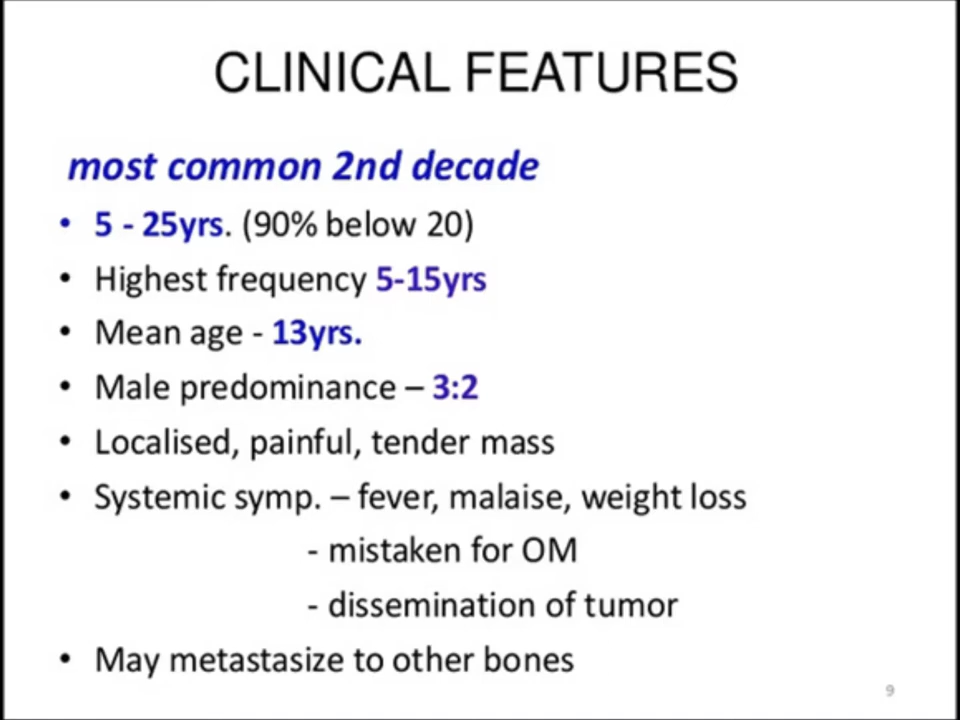 CLINICAL FEATURES
most common 2nd decade
• 5 - 25yrs. (90% below 20)
• Highest frequency 5-15yrs
• Mean age - 13yrs.
• Male predominance – 3:2
• Localised, painful, tender mass
• Systemic symp. – fever, malaise, weight loss
- mistaken for OM
- dissemination of tumor
• May metastasize to other bones
9